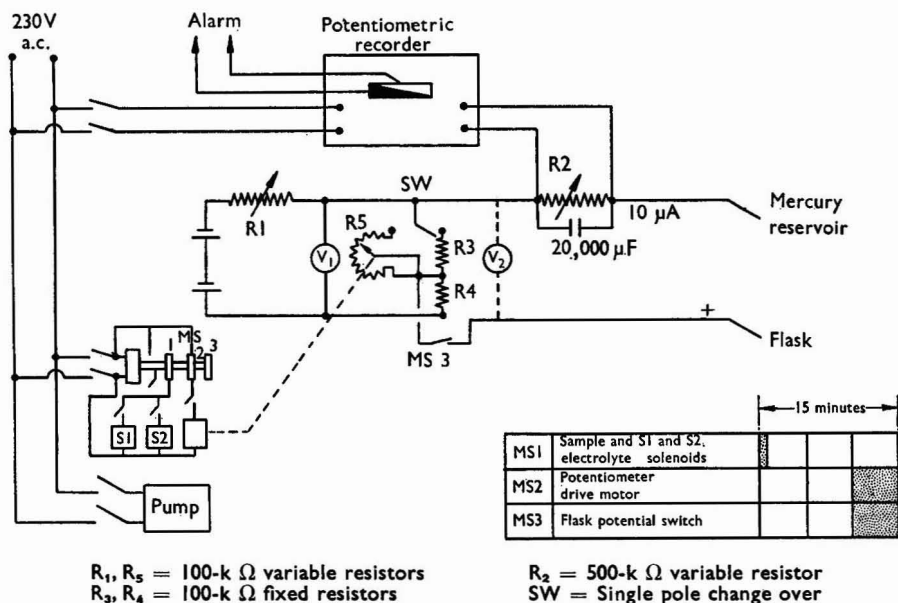 230V
a.c.
Alarm
Potentiometric
recorder
R2
SW
10 μA
Mercury
reservoir
R1
V1
R5
R3
R4
V2
20,000 μF
MS 3
+
Flask
MS
1 2 3
S1 S2
Pump
15 minutes
MS1 Sample and S1 and S2,
electrolyte solenoids
MS2 Potentiometer
drive motor
MS3 Flask potential switch
R₁, R₅ = 100-k Ω variable resistors
R₃, R₄ = 100-k Ω fixed resistors
R₂ = 500-k Ω variable resistor
SW = Single pole change over